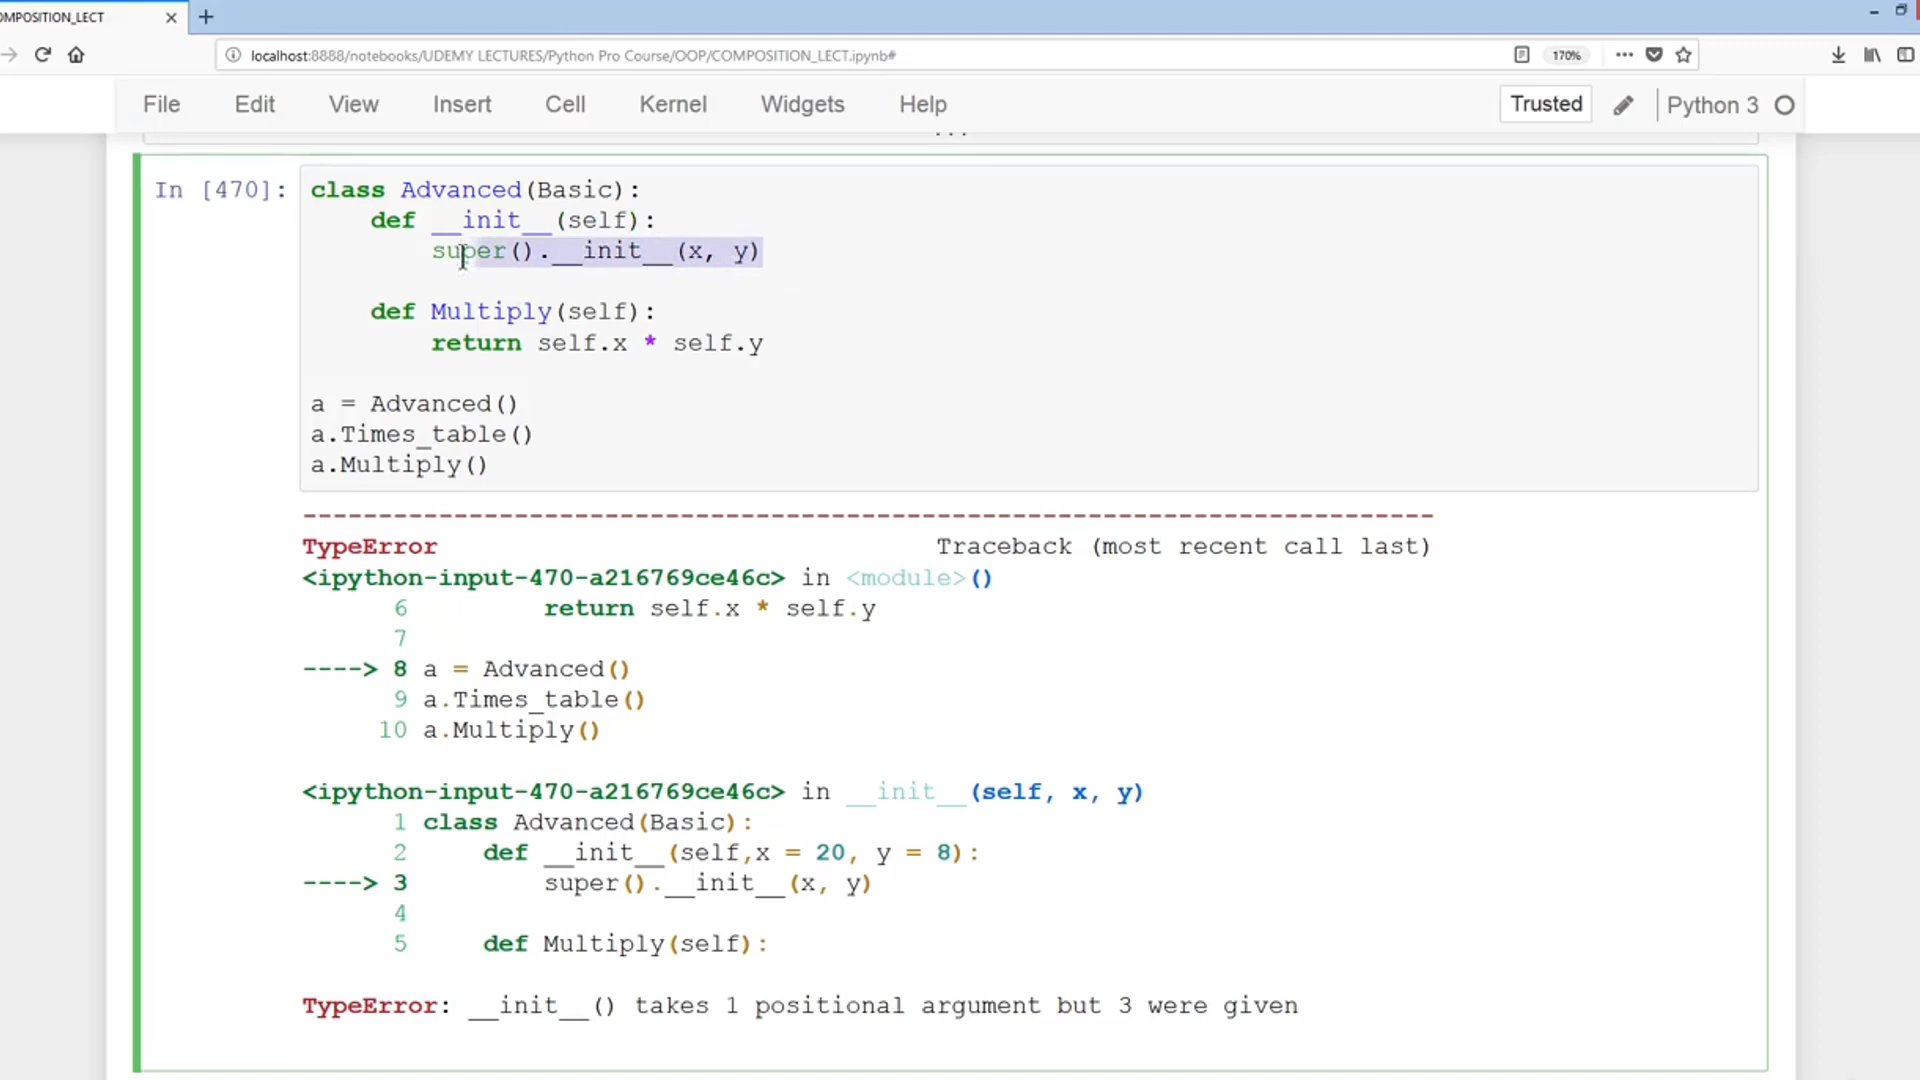 OMPOSITION_LECT
localhost:8888/notebooks/UDEMY LECTURES/Python Pro Course/OOP/COMPOSITION_LECT.ipynb#
170%
File Edit View Insert Cell Kernel Widgets Help
Trusted
Python 3
In [470]:
class Advanced(Basic):
    def __init__(self):
        super().__init__(x, y)
    def Multiply(self):
        return self.x * self.y
a = Advanced()
a.Times_table()
a.Multiply()
---------------------------------------------------------------------------
TypeError                                 Traceback (most recent call last)
<ipython-input-470-a216769ce46c> in <module>()
      6         return self.x * self.y
      7
----> 8 a = Advanced()
      9 a.Times_table()
     10 a.Multiply()
<ipython-input-470-a216769ce46c> in __init__(self, x, y)
      1 class Advanced(Basic):
      2     def __init__(self,x = 20, y = 8):
----> 3         super().__init__(x, y)
      4
      5     def Multiply(self):
TypeError: __init__() takes 1 positional argument but 3 were given